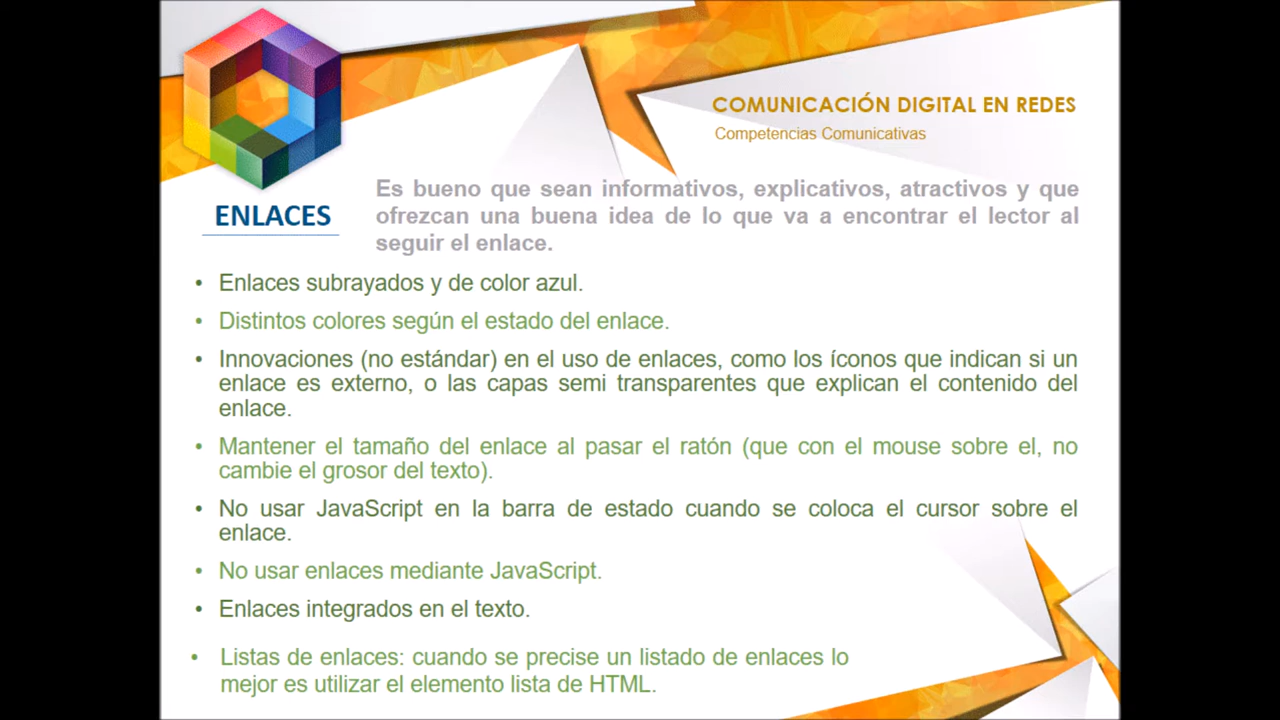 COMUNICACIÓN DIGITAL EN REDES
Competencias Comunicativas
ENLACES
Es bueno que sean informativos, explicativos, atractivos y que
ofrezcan una buena idea de lo que va a encontrar el lector al
seguir el enlace.
• Enlaces subrayados y de color azul.
• Distintos colores según el estado del enlace.
• Innovaciones (no estándar) en el uso de enlaces, como los íconos que indican si un
enlace es externo, o las capas semi transparentes que explican el contenido del
enlace.
• Mantener el tamaño del enlace al pasar el ratón (que con el mouse sobre el, no
cambie el grosor del texto).
• No usar JavaScript en la barra de estado cuando se coloca el cursor sobre el
enlace.
• No usar enlaces mediante JavaScript.
• Enlaces integrados en el texto.
• Listas de enlaces: cuando se precise un listado de enlaces lo
mejor es utilizar el elemento lista de HTML.